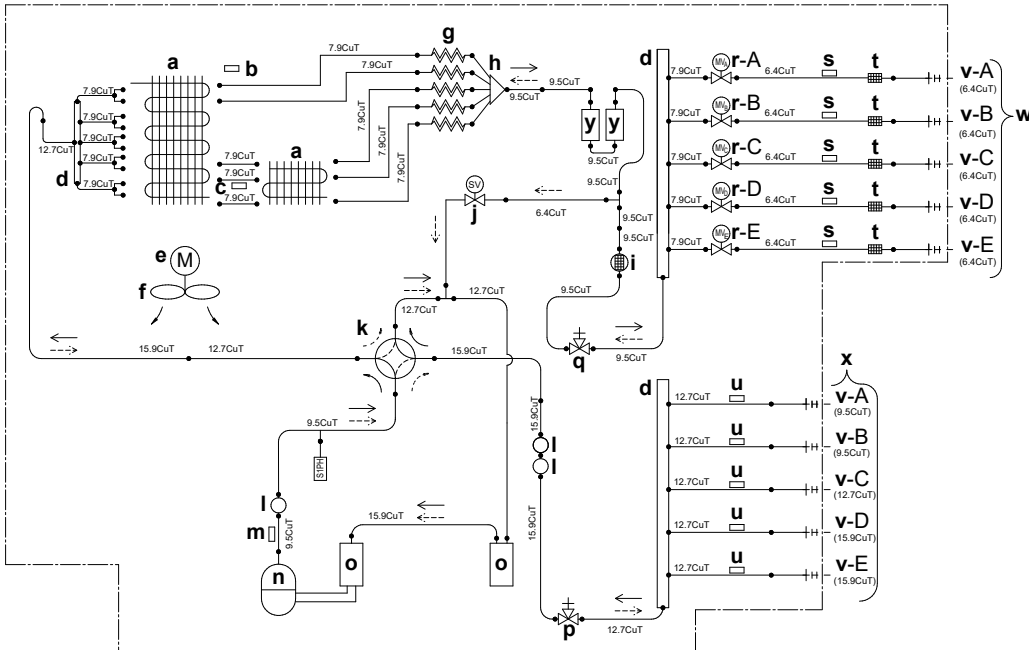 g
7.9CuT
h
a
b
7.9CuT
9.5CuT
9.5CuT
d
r-A
MVA
7.9CuT
6.4CuT
s
t
v-A
(6.4CuT)
w
7.9CuT
7.9CuT
7.9CuT
7.9CuT
12.7CuT
d
y
y
9.5CuT
7.9CuT
7.9CuT
7.9CuT
7.9CuT
7.9CuT
c
7.9CuT
a
r-B
MVB
7.9CuT
6.4CuT
s
t
v-B
(6.4CuT)
r-C
MVC
7.9CuT
6.4CuT
s
t
v-C
(6.4CuT)
9.5CuT
SV
j
6.4CuT
9.5CuT
9.5CuT
i
r-D
MVD
7.9CuT
6.4CuT
s
t
v-D
(6.4CuT)
r-E
MVE
7.9CuT
6.4CuT
s
t
v-E
(6.4CuT)
e
M
f
12.7CuT
12.7CuT
9.5CuT
q
9.5CuT
k
15.9CuT
12.7CuT
15.9CuT
x
d
12.7CuT
u
v-A
(9.5CuT)
9.5CuT
S1PH
15.9CuT
l
l
12.7CuT
u
v-B
(9.5CuT)
12.7CuT
u
v-C
(12.7CuT)
l
m
9.5CuT
15.9CuT
15.9CuT
12.7CuT
u
v-D
(15.9CuT)
n
o
o
12.7CuT
u
v-E
(15.9CuT)
p
12.7CuT